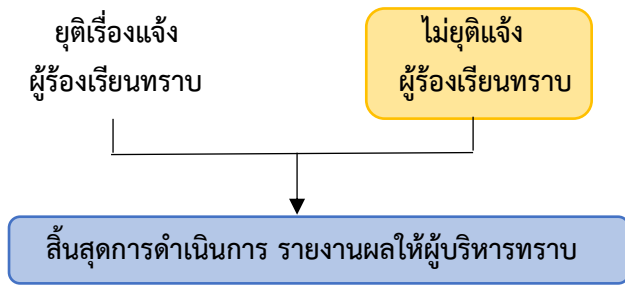 ยุติเรื่องแจ้ง
ผู้ร้องเรียนทราบ
ไม่ยุติแจ้ง
ผู้ร้องเรียนทราบ
สิ้นสุดการดำเนินการ รายงานผลให้ผู้บริหารทราบ